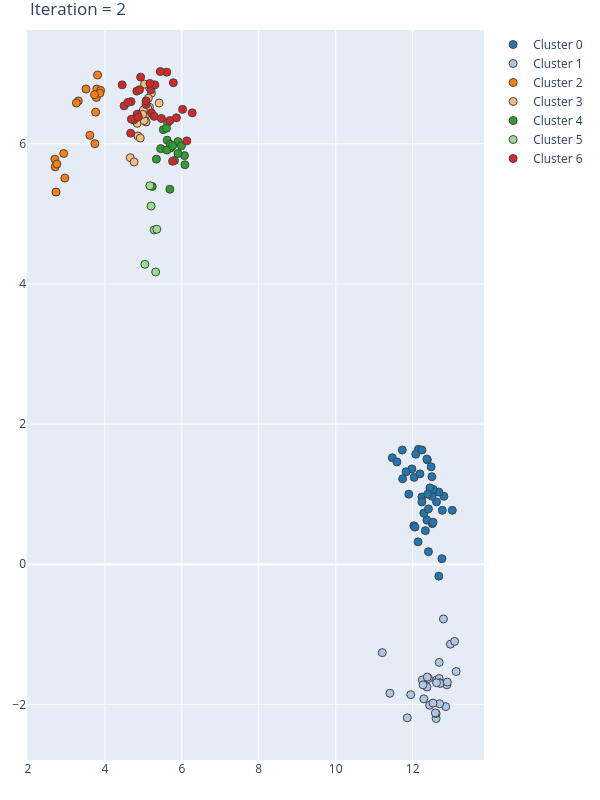 Iteration = 2
Cluster 0
Cluster 1
Cluster 2
Cluster 3
Cluster 4
Cluster 5
Cluster 6
6
4
2
0
−2
2 4 6 8 10 12